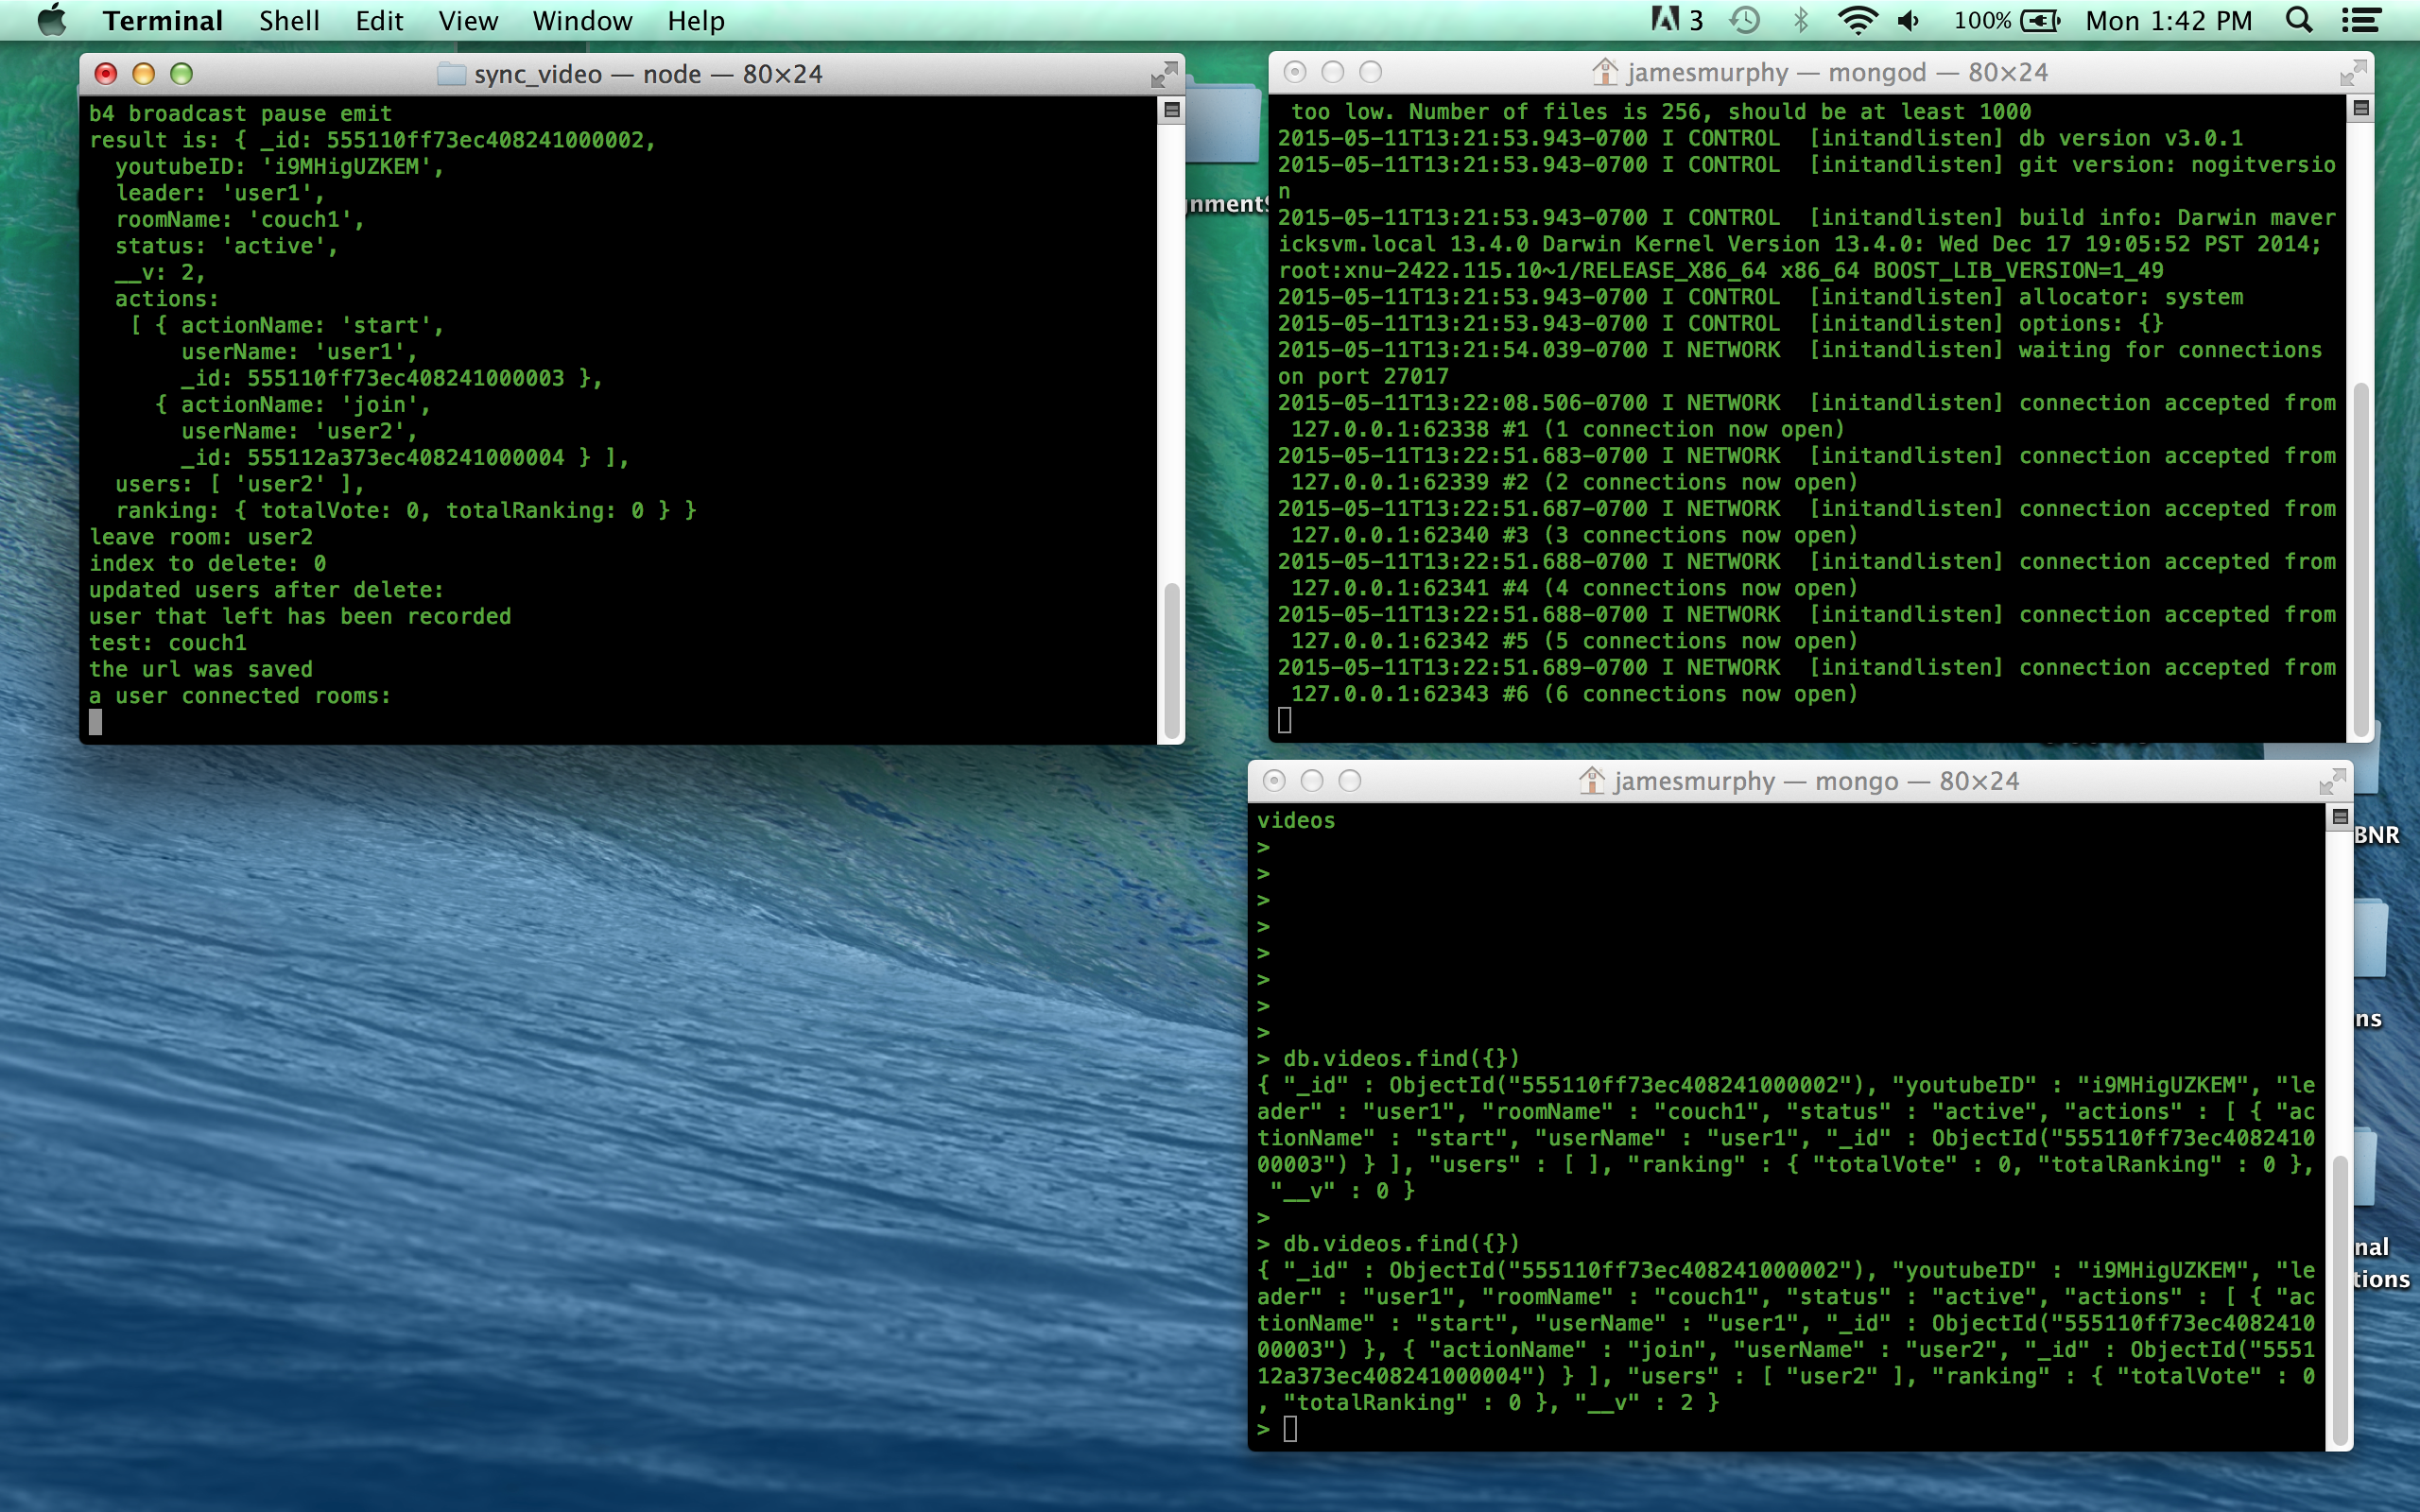 Terminal Shell Edit View Window Help 3 100% Mon 1:42 PM
sync_video — node — 80×24
b4 broadcast pause emit
result is: { _id: 555110ff73ec408241000002,
  youtubeID: 'i9MHigUZKEM',
  leader: 'user1',
  roomName: 'couch1',
  status: 'active',
  __v: 2,
  actions:
   [ { actionName: 'start',
       userName: 'user1',
       _id: 555110ff73ec408241000003 },
     { actionName: 'join',
       userName: 'user2',
       _id: 555112a373ec408241000004 } ],
  users: [ 'user2' ],
  ranking: { totalVote: 0, totalRanking: 0 } }
leave room: user2
index to delete: 0
updated users after delete:
user that left has been recorded
test: couch1
the url was saved
a user connected rooms:
gnment
jamesmurphy — mongod — 80×24
 too low. Number of files is 256, should be at least 1000
2015-05-11T13:21:53.943-0700 I CONTROL  [initandlisten] db version v3.0.1
2015-05-11T13:21:53.943-0700 I CONTROL  [initandlisten] git version: nogitversio
n
2015-05-11T13:21:53.943-0700 I CONTROL  [initandlisten] build info: Darwin maver
icksvm.local 13.4.0 Darwin Kernel Version 13.4.0: Wed Dec 17 19:05:52 PST 2014;
root:xnu-2422.115.10~1/RELEASE_X86_64 x86_64 BOOST_LIB_VERSION=1_49
2015-05-11T13:21:53.943-0700 I CONTROL  [initandlisten] allocator: system
2015-05-11T13:21:53.943-0700 I CONTROL  [initandlisten] options: {}
2015-05-11T13:21:54.039-0700 I NETWORK  [initandlisten] waiting for connections
on port 27017
2015-05-11T13:22:08.506-0700 I NETWORK  [initandlisten] connection accepted from
 127.0.0.1:62338 #1 (1 connection now open)
2015-05-11T13:22:51.683-0700 I NETWORK  [initandlisten] connection accepted from
 127.0.0.1:62339 #2 (2 connections now open)
2015-05-11T13:22:51.687-0700 I NETWORK  [initandlisten] connection accepted from
 127.0.0.1:62340 #3 (3 connections now open)
2015-05-11T13:22:51.688-0700 I NETWORK  [initandlisten] connection accepted from
 127.0.0.1:62341 #4 (4 connections now open)
2015-05-11T13:22:51.688-0700 I NETWORK  [initandlisten] connection accepted from
 127.0.0.1:62342 #5 (5 connections now open)
2015-05-11T13:22:51.689-0700 I NETWORK  [initandlisten] connection accepted from
 127.0.0.1:62343 #6 (6 connections now open)
jamesmurphy — mongo — 80×24
videos
>
>
>
>
>
>
>
>
> db.videos.find({})
{ "_id" : ObjectId("555110ff73ec408241000002"), "youtubeID" : "i9MHigUZKEM", "le
ader" : "user1", "roomName" : "couch1", "status" : "active", "actions" : [ { "ac
tionName" : "start", "userName" : "user1", "_id" : ObjectId("555110ff73ec4082410
00003") } ], "users" : [ ], "ranking" : { "totalVote" : 0, "totalRanking" : 0 },
 "__v" : 0 }
>
> db.videos.find({})
{ "_id" : ObjectId("555110ff73ec408241000002"), "youtubeID" : "i9MHigUZKEM", "le
ader" : "user1", "roomName" : "couch1", "status" : "active", "actions" : [ { "ac
tionName" : "start", "userName" : "user1", "_id" : ObjectId("555110ff73ec4082410
00003") }, { "actionName" : "join", "userName" : "user2", "_id" : ObjectId("5551
12a373ec408241000004") } ], "users" : [ "user2" ], "ranking" : { "totalVote" : 0
, "totalRanking" : 0 }, "__v" : 2 }
>
BNR
ns
nal
tions